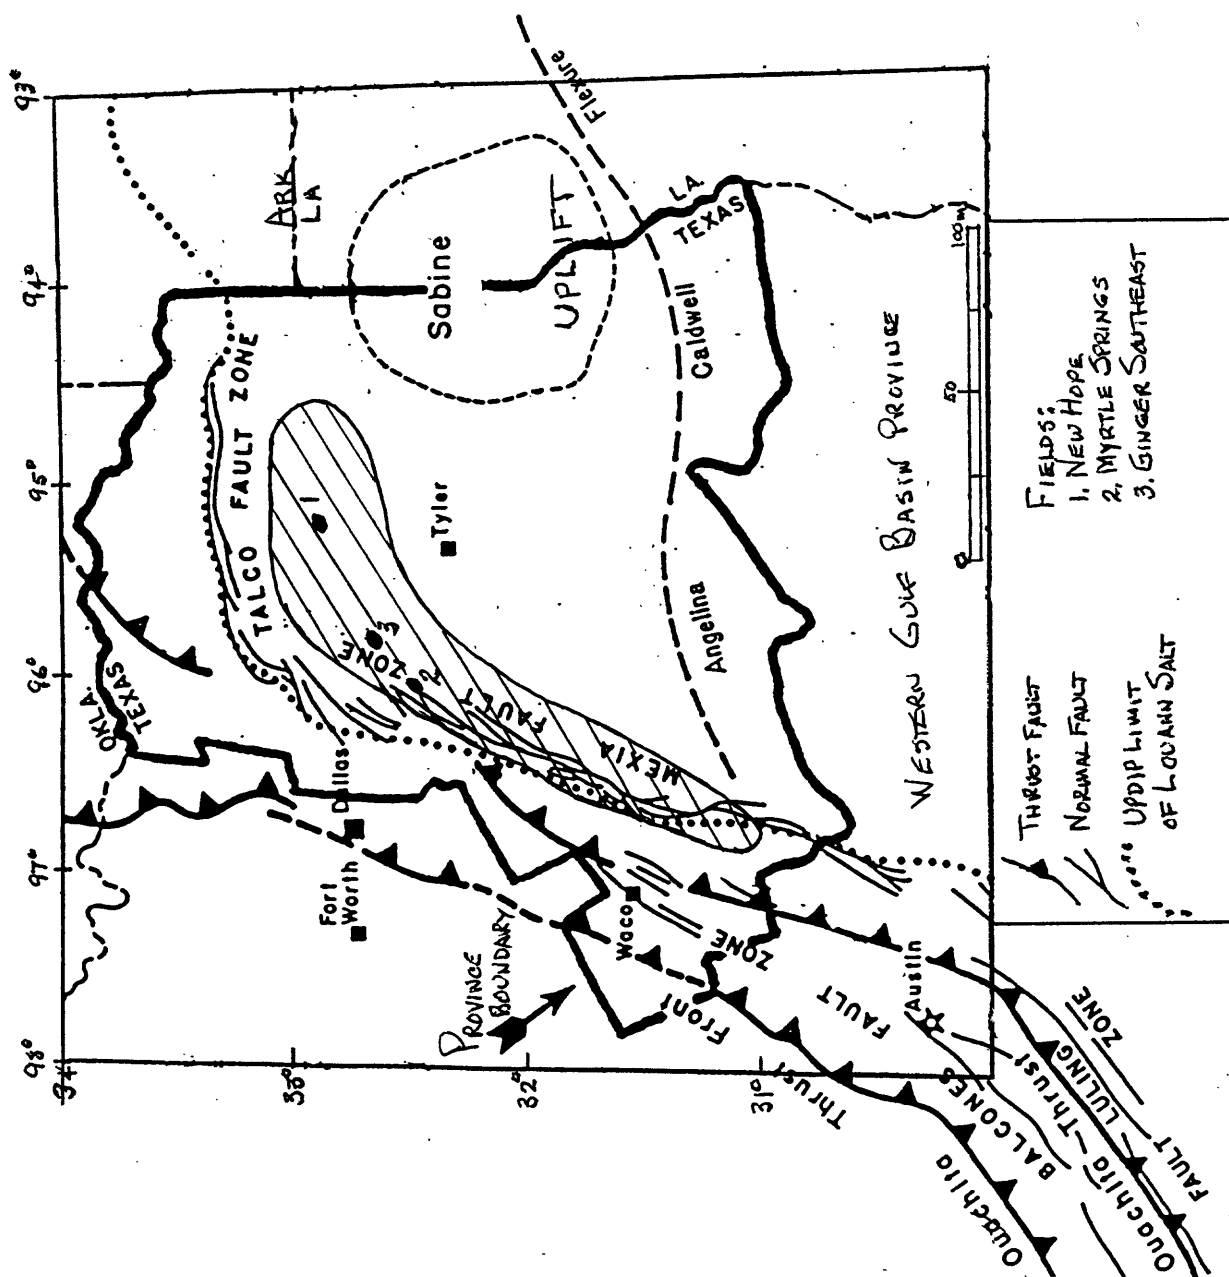 93°
94°
95°
96°
97°
98°
34°
33°
32°
31°
OKLA.
TEXAS
ARK
LA
LA
TEXAS
TALCO FAULT ZONE
MEXIA FAULT ZONE
1
2
3
Sabine
UPLIFT
Tyler
Dallas
Fort
Worth
Waco
Austin
PROVINCE
BOUNDARY
Angelina Caldwell Flexure
WESTERN GULF BASIN PROVINCE
Ouachita Thrust Front
BALCONES FAULT ZONE
Ouachita Thrust
LULING FAULT ZONE
0 50 100 mi
THRUST FAULT
NORMAL FAULT
UPDIP LIMIT
OF LOUANN SALT
FIELDS:
1. NEW HOPE
2. MYRTLE SPRINGS
3. GINGER SOUTHEAST